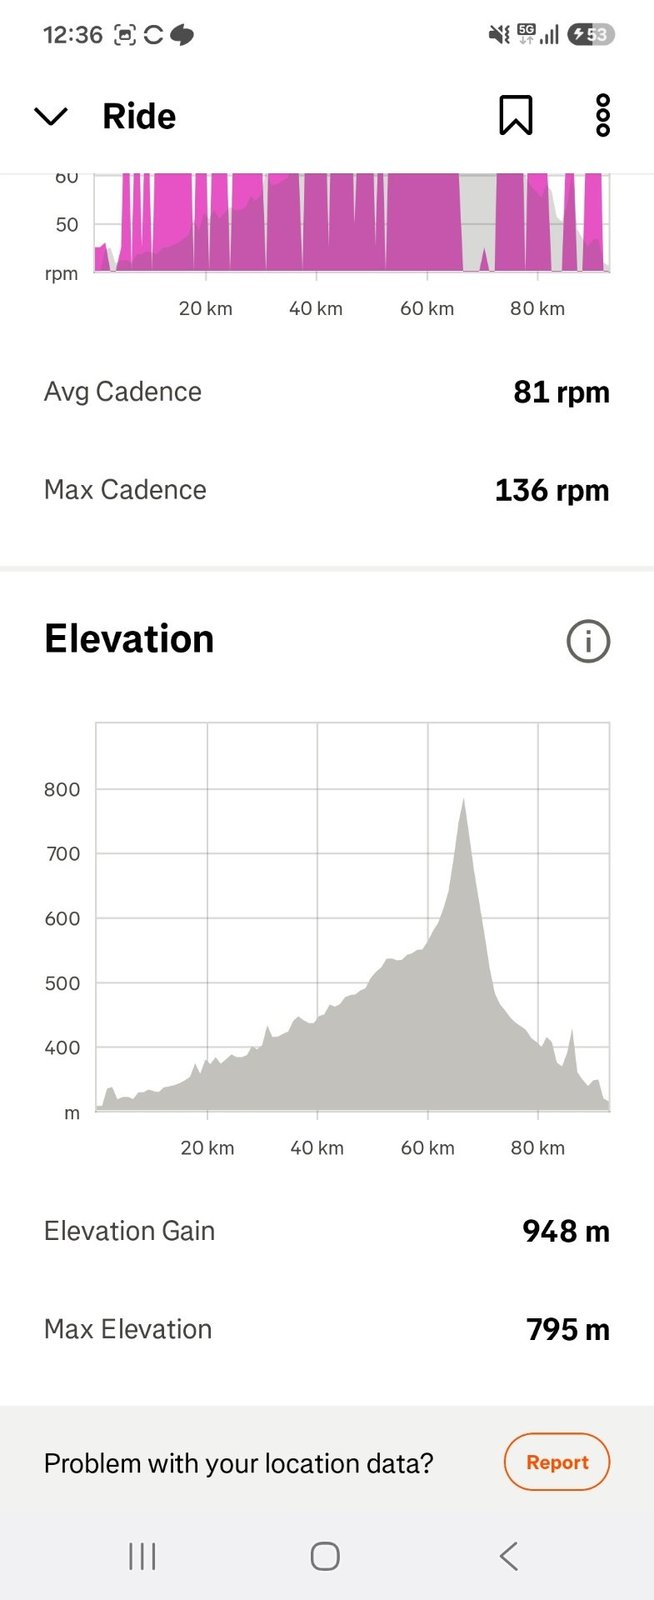 12:36 5G 53
Ride
60
50
rpm
20 km 40 km 60 km 80 km
Avg Cadence 81 rpm
Max Cadence 136 rpm
Elevation i
800
700
600
500
400
m
20 km 40 km 60 km 80 km
Elevation Gain 948 m
Max Elevation 795 m
Problem with your location data? Report